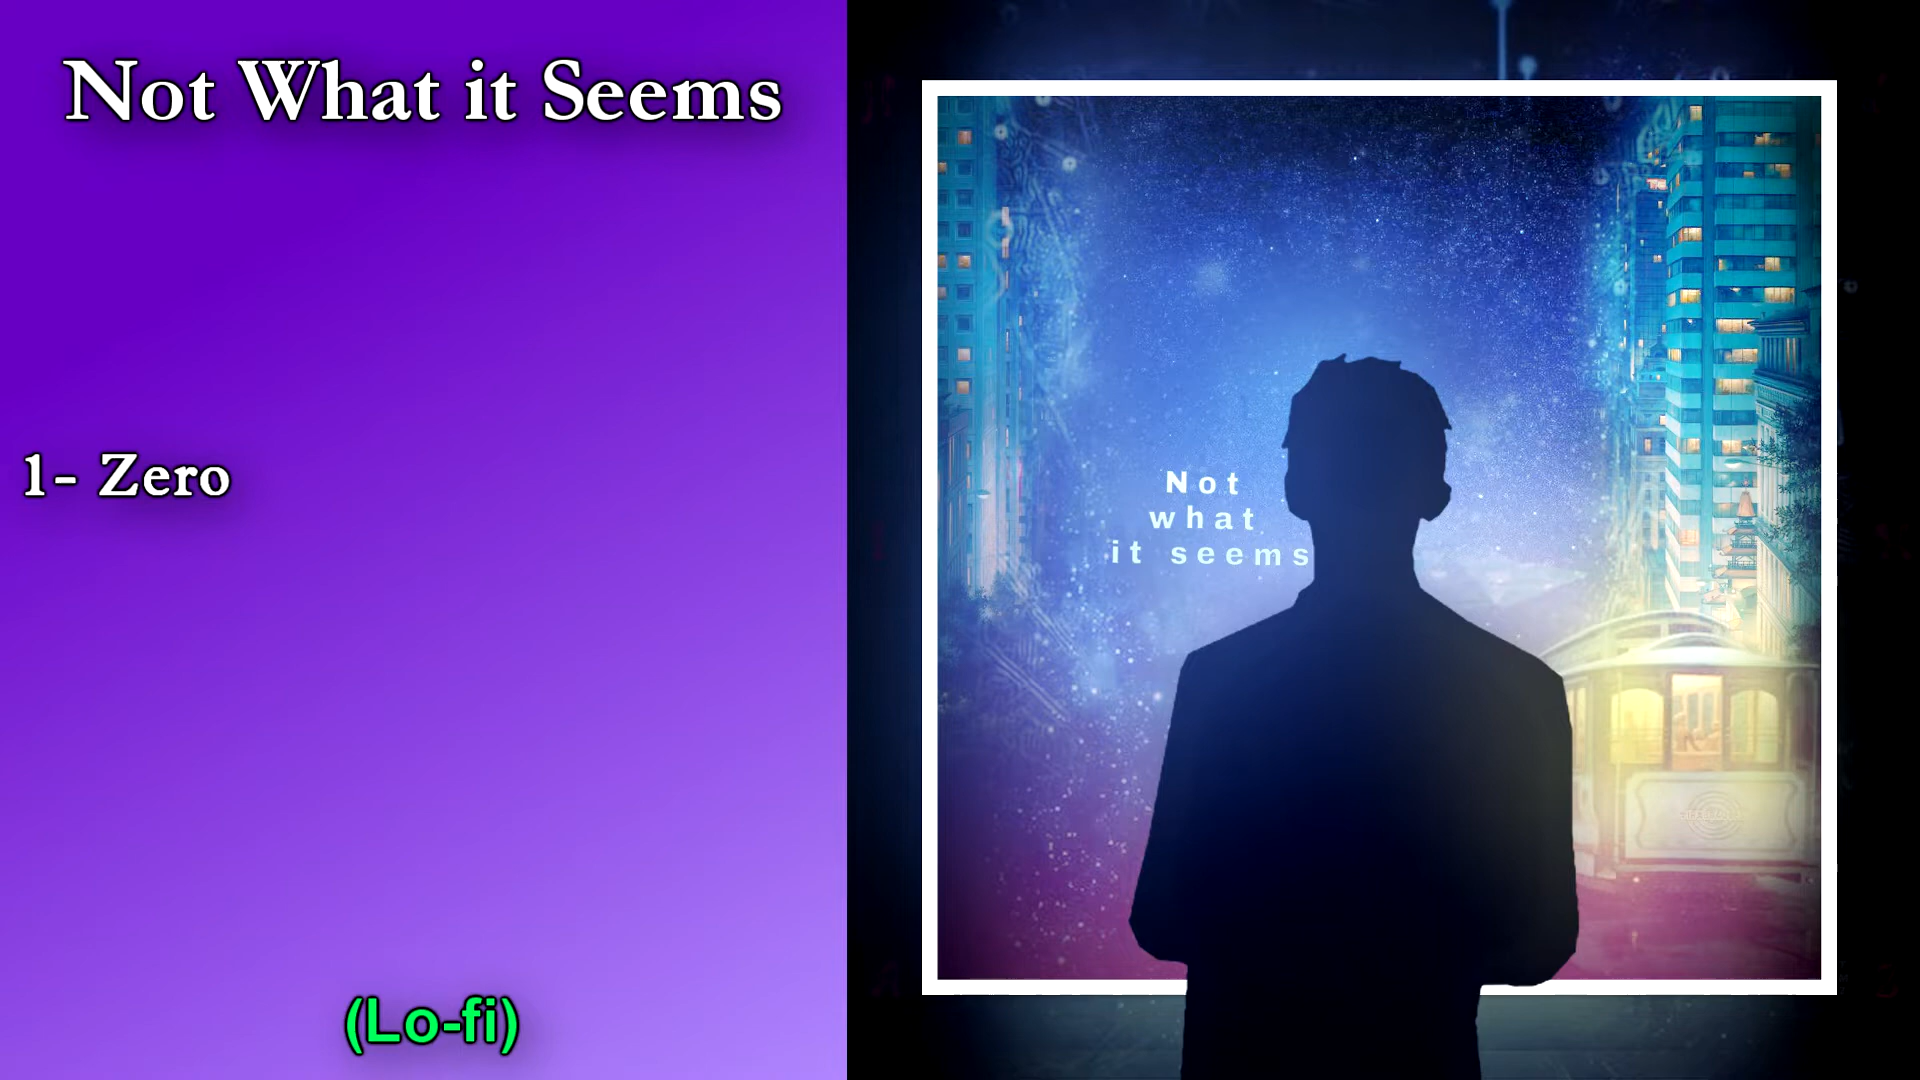 Not What it Seems
1- Zero
(Lo-fi)
Not
what
it seems